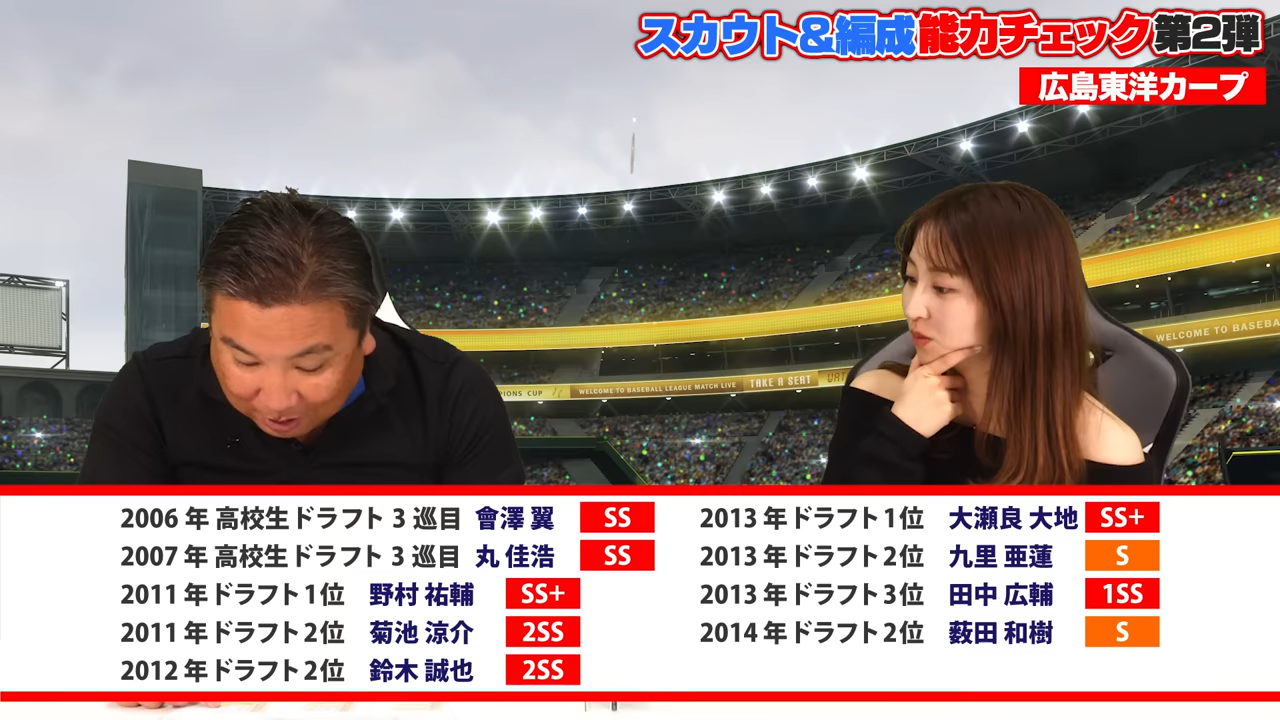 スカウト&編成能力チェック第2弾
広島東洋カープ
WELCOME TO BASEBA
PIONS CUP
WELCOME TO BASEBALL LEAGUE MATCH LIVE
TAKE A SEAT
2006年 高校生ドラフト 3巡目 會澤 翼 SS
2007年 高校生ドラフト 3巡目 丸 佳浩 SS
2011年ドラフト1位 野村 祐輔 SS+
2011年ドラフト2位 菊池 涼介 2SS
2012年ドラフト2位 鈴木 誠也 2SS
2013年ドラフト1位 大瀬良 大地 SS+
2013年ドラフト2位 九里 亜蓮 S
2013年ドラフト3位 田中 広輔 1SS
2014年ドラフト2位 薮田 和樹 S